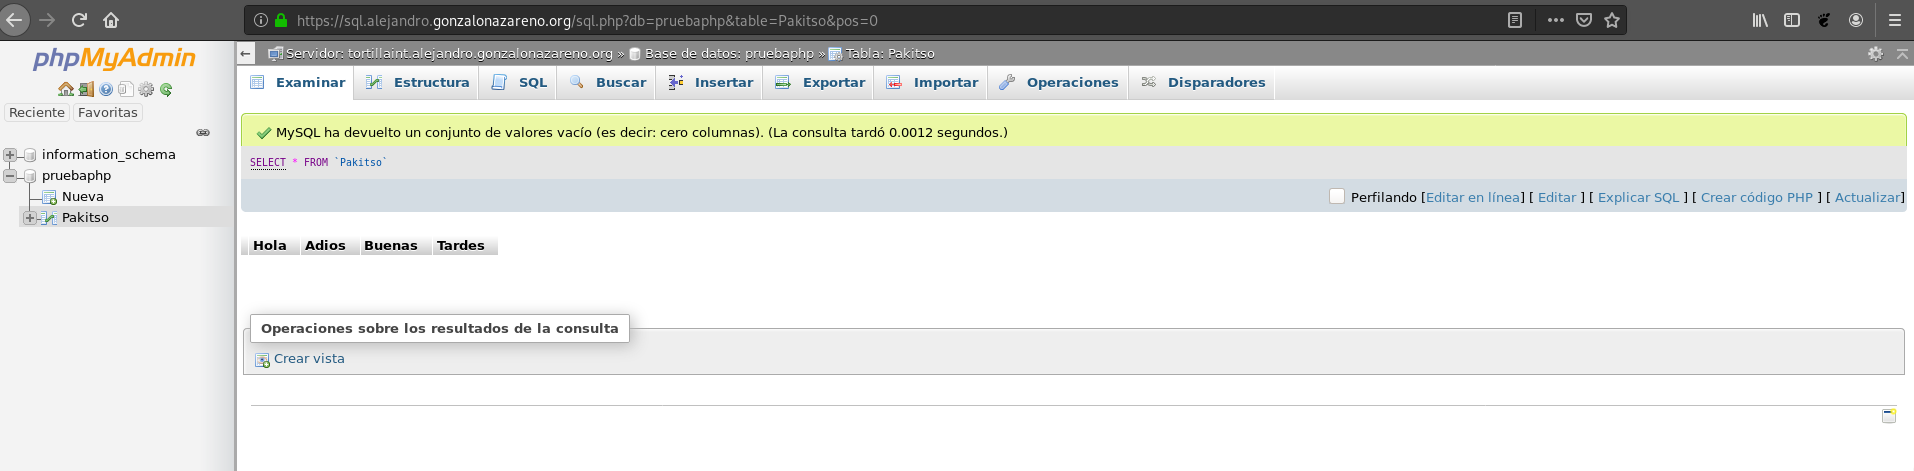 https://sql.alejandro.gonzalonazareno.org/sql.php?db=pruebaphp&table=Pakitso&pos=0
phpMyAdmin
Reciente Favoritas
information_schema
pruebaphp
Nueva
Pakitso
Servidor: tortillaint.alejandro.gonzalonazareno.org » Base de datos: pruebaphp » Tabla: Pakitso
Examinar Estructura SQL Buscar Insertar Exportar Importar Operaciones Disparadores
MySQL ha devuelto un conjunto de valores vacío (es decir: cero columnas). (La consulta tardó 0.0012 segundos.)
SELECT * FROM `Pakitso`
Perfilando [Editar en línea] [ Editar ] [ Explicar SQL ] [ Crear código PHP ] [ Actualizar]
Hola Adios Buenas Tardes
Operaciones sobre los resultados de la consulta
Crear vista